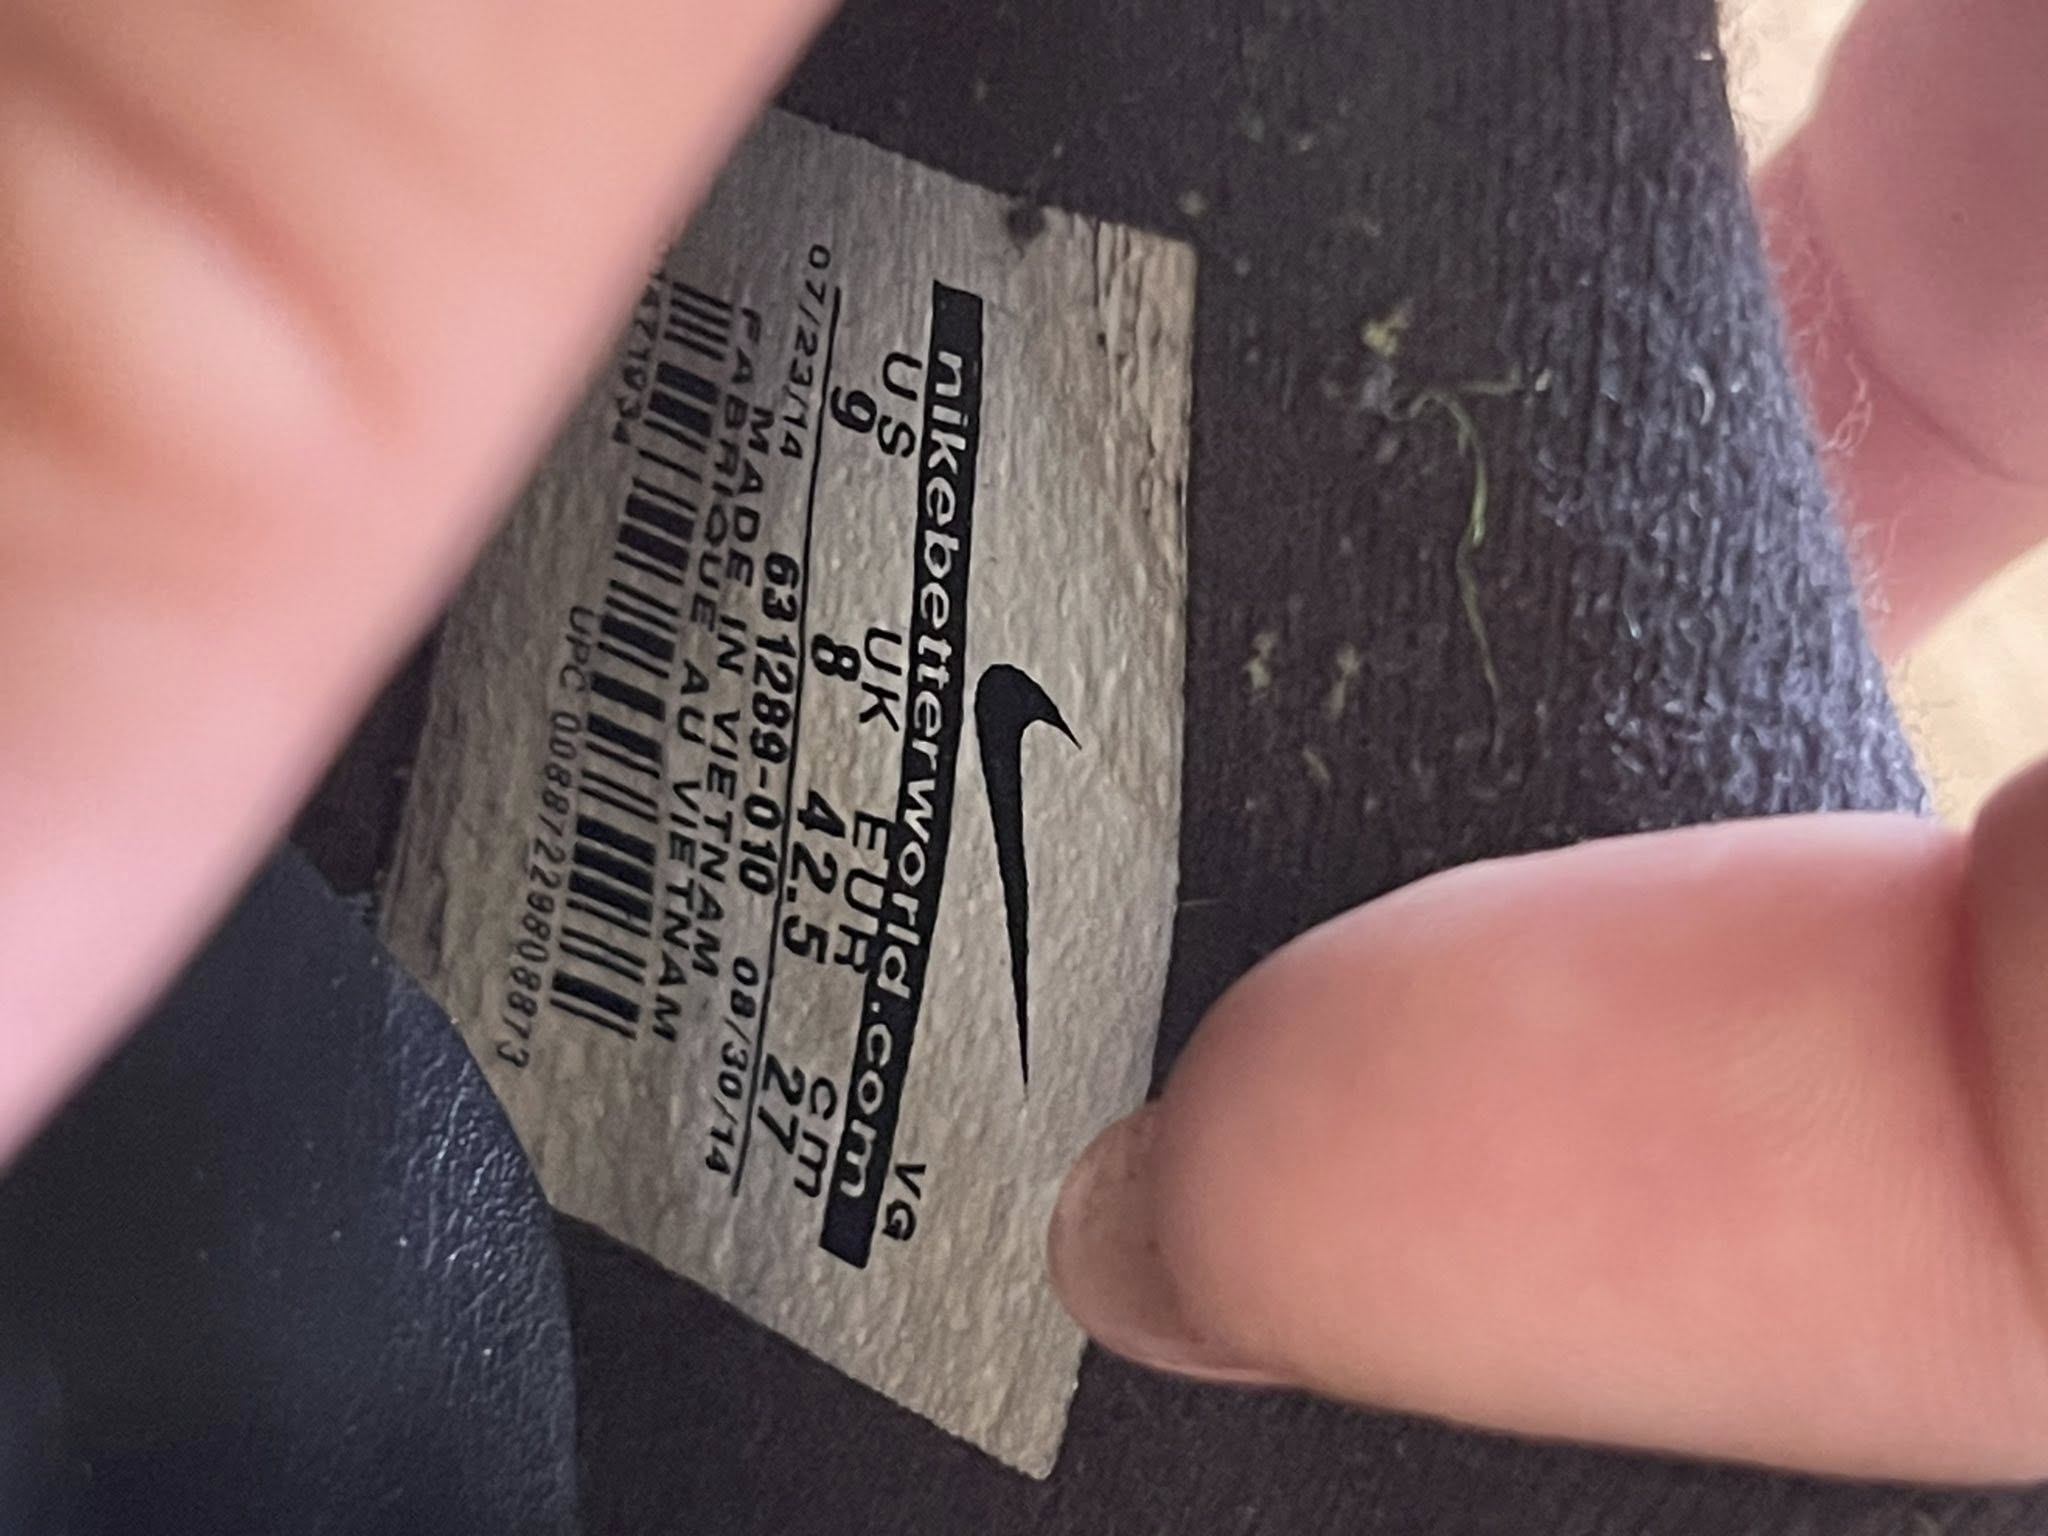 VG
nikebetterworld.com
US UK EUR cm
9 8 42.5 27
07/23/14 631289-010 08/30/14
MADE IN VIETNAM
FABRIQUE AU VIETNAM
UPC 00887229808873